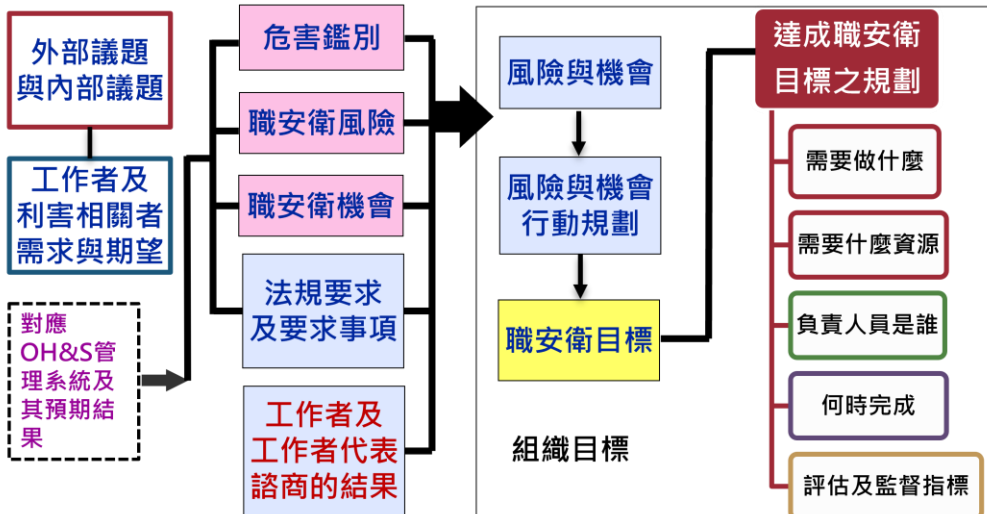 外部議題
與內部議題
工作者及
利害相關者
需求與期望
對應
OH&S管
理系統及
其預期結
果
危害鑑別
職安衛風險
職安衛機會
法規要求
及要求事項
工作者及
工作者代表
諮商的結果
風險與機會
風險與機會
行動規劃
職安衛目標
組織目標
達成職安衛
目標之規劃
需要做什麼
需要什麼資源
負責人員是誰
何時完成
評估及監督指標